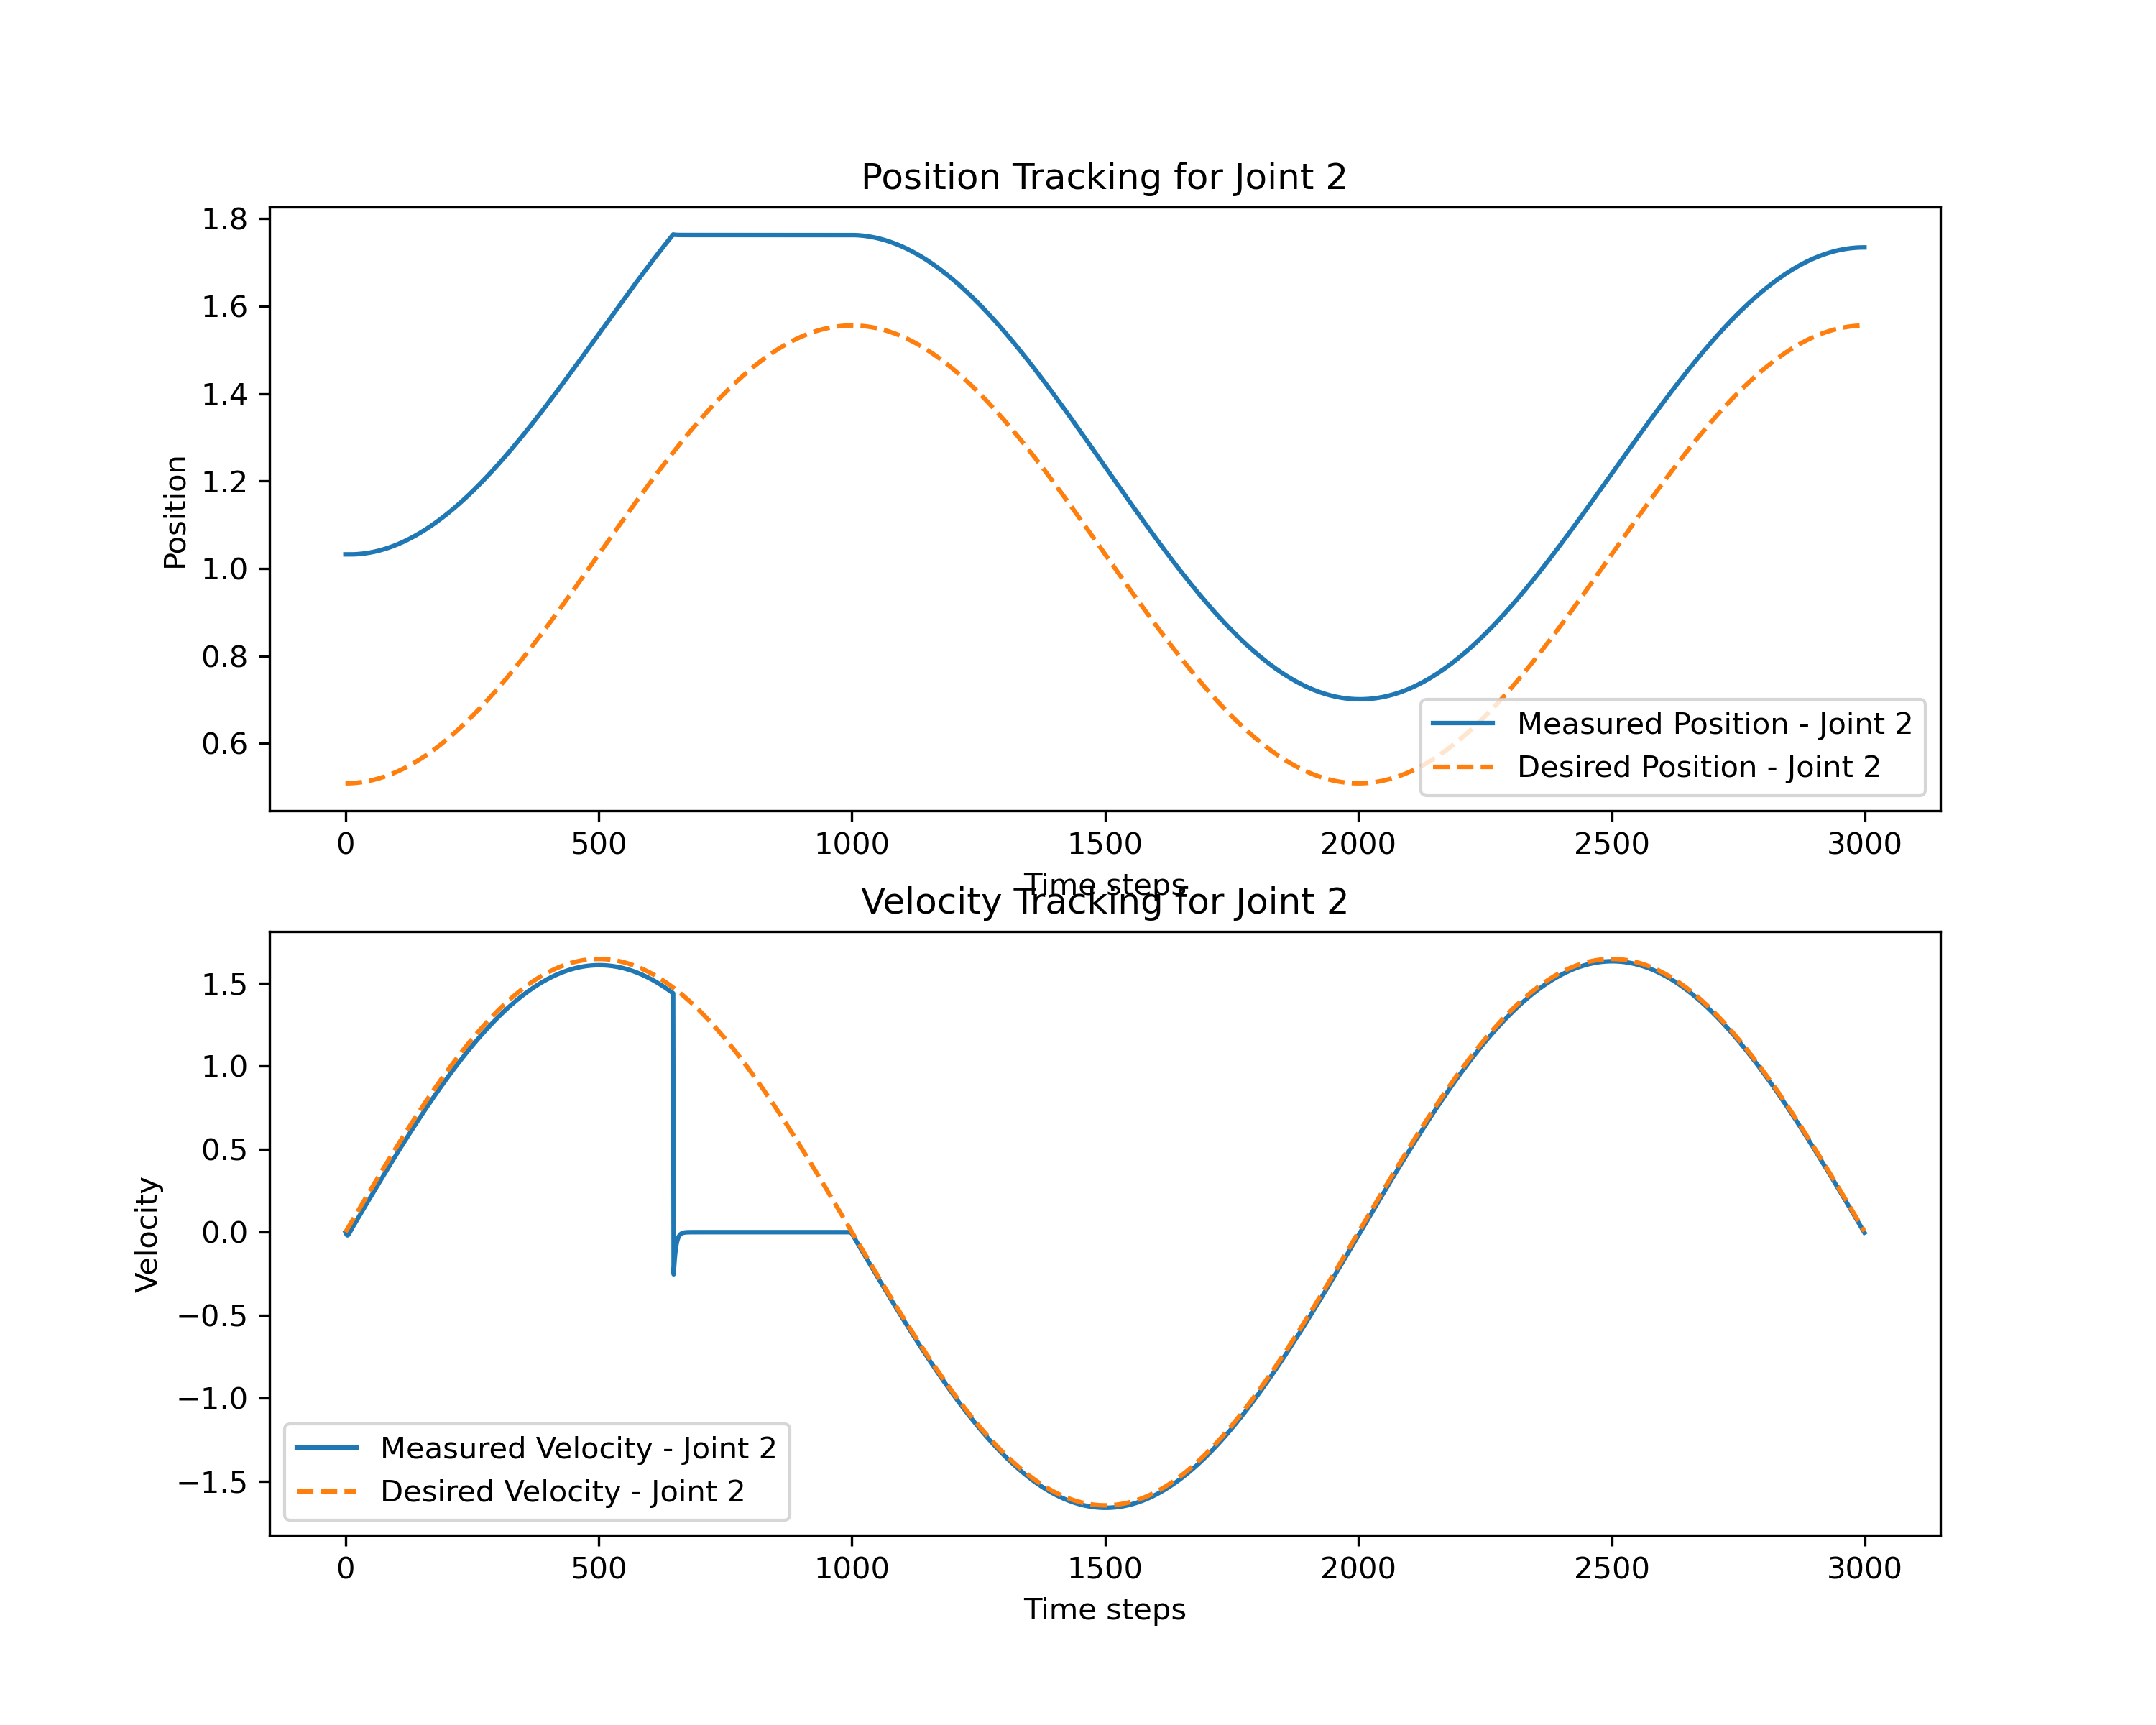 Position Tracking for Joint 2
Position
1.8
1.6
1.4
1.2
1.0
0.8
0.6
Measured Position - Joint 2
Desired Position - Joint 2
0 500 1000 1500 2000 2500 3000
Time steps
Velocity Tracking for Joint 2
Velocity
1.5
1.0
0.5
0.0
−0.5
−1.0
−1.5
Measured Velocity - Joint 2
Desired Velocity - Joint 2
0 500 1000 1500 2000 2500 3000
Time steps